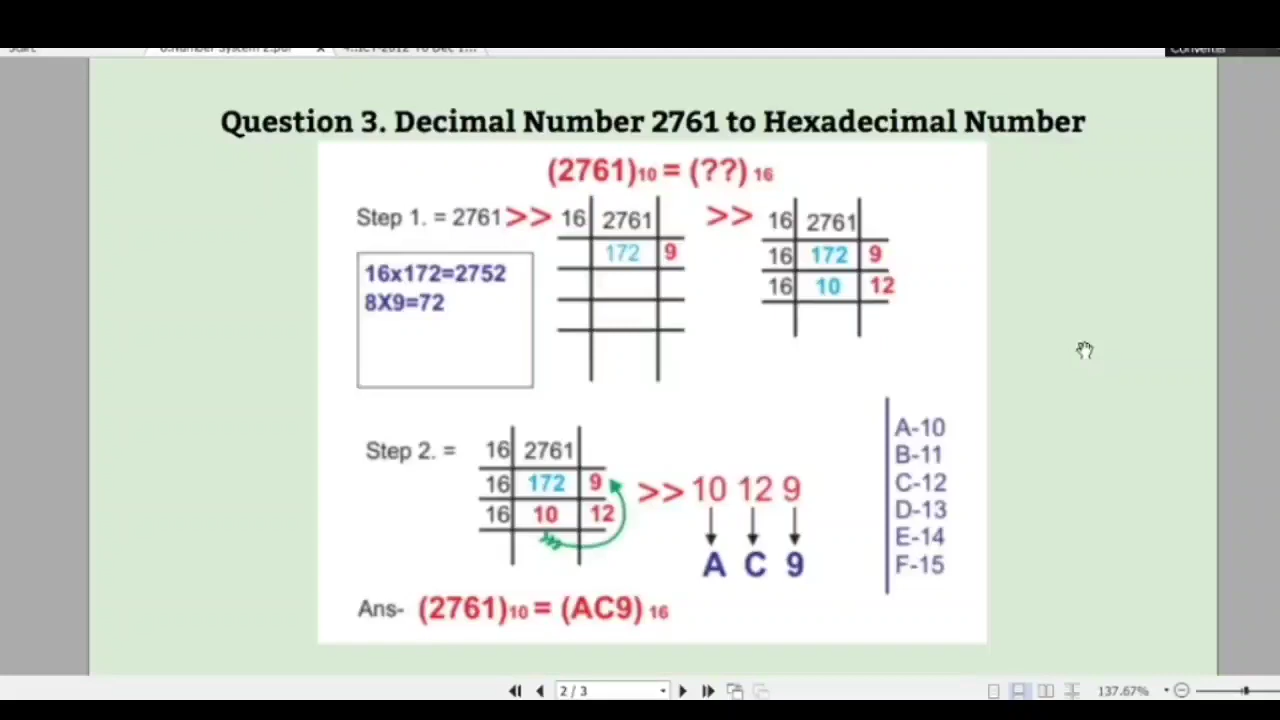 Converter
Question 3. Decimal Number 2761 to Hexadecimal Number
(2761)10 = (??) 16
Step 1. = 2761 >> 16 2761 >> 16 2761
172 9 16 172 9
16 10 12
16x172=2752
8X9=72
Step 2. = 16 2761
16 172 9
16 10 12
>> 10 12 9
A C 9
A-10
B-11
C-12
D-13
E-14
F-15
Ans- (2761)10 = (AC9) 16
2 / 3
137.67%